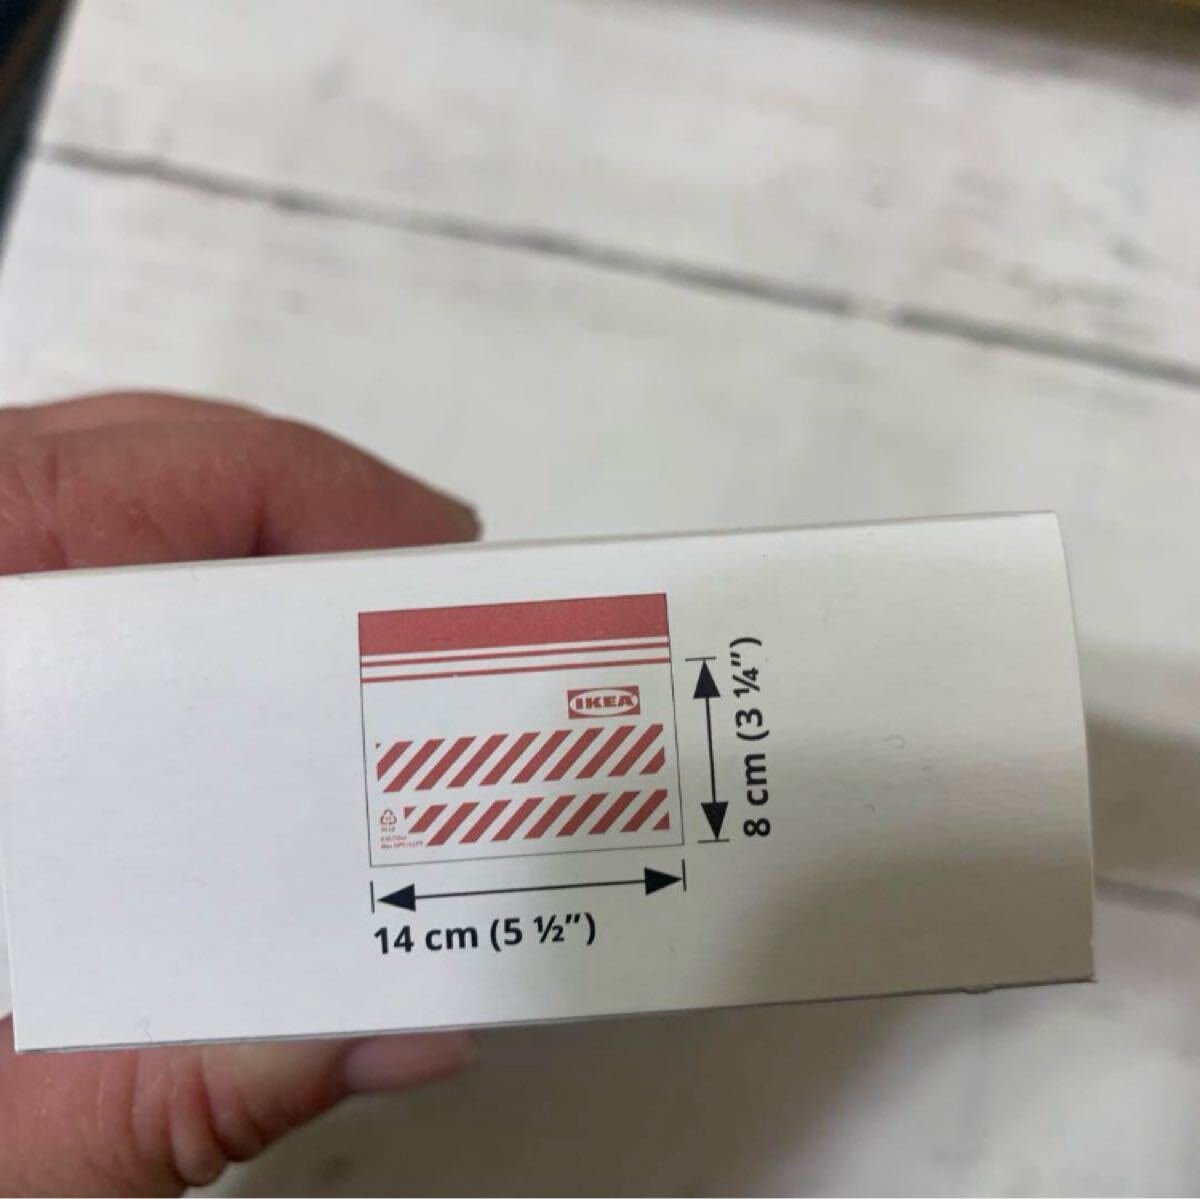 IKEA
8 cm (3 ¼″)
14 cm (5 ½″)